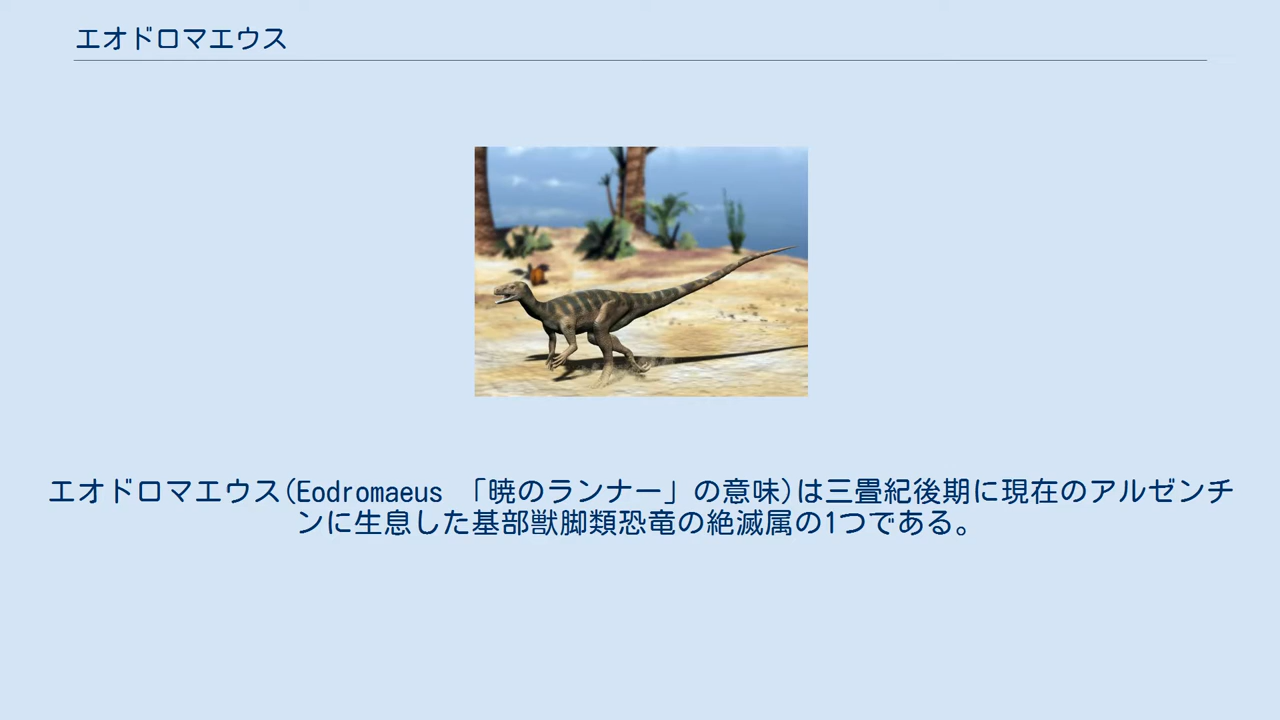 エオドロマエウス
エオドロマエウス(Eodromaeus 「暁のランナー」の意味)は三畳紀後期に現在のアルゼンチ
ンに生息した基部獣脚類恐竜の絶滅属の1つである。